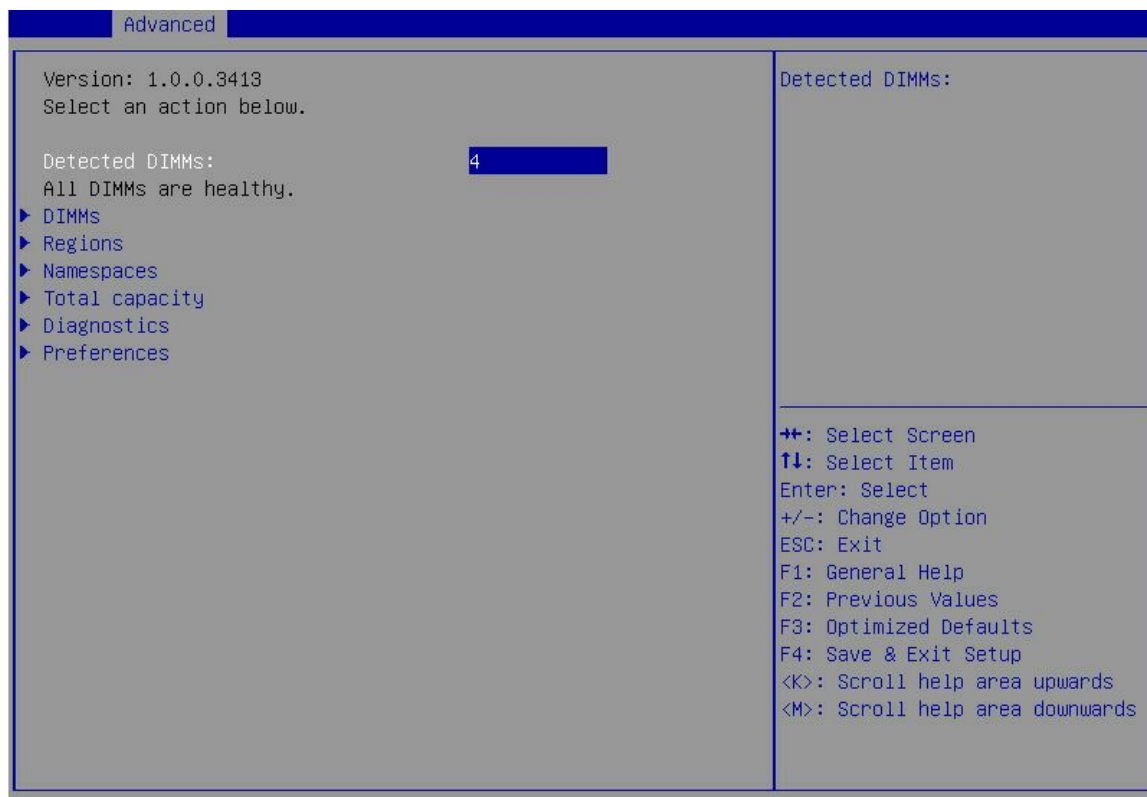 Advanced
Version: 1.0.0.3413
Select an action below.
Detected DIMMs: 4
All DIMMs are healthy.
DIMMs
Regions
Namespaces
Total capacity
Diagnostics
Preferences
Detected DIMMs:
→←: Select Screen
↑↓: Select Item
Enter: Select
+/-: Change Option
ESC: Exit
F1: General Help
F2: Previous Values
F3: Optimized Defaults
F4: Save & Exit Setup
<K>: Scroll help area upwards
<M>: Scroll help area downwards